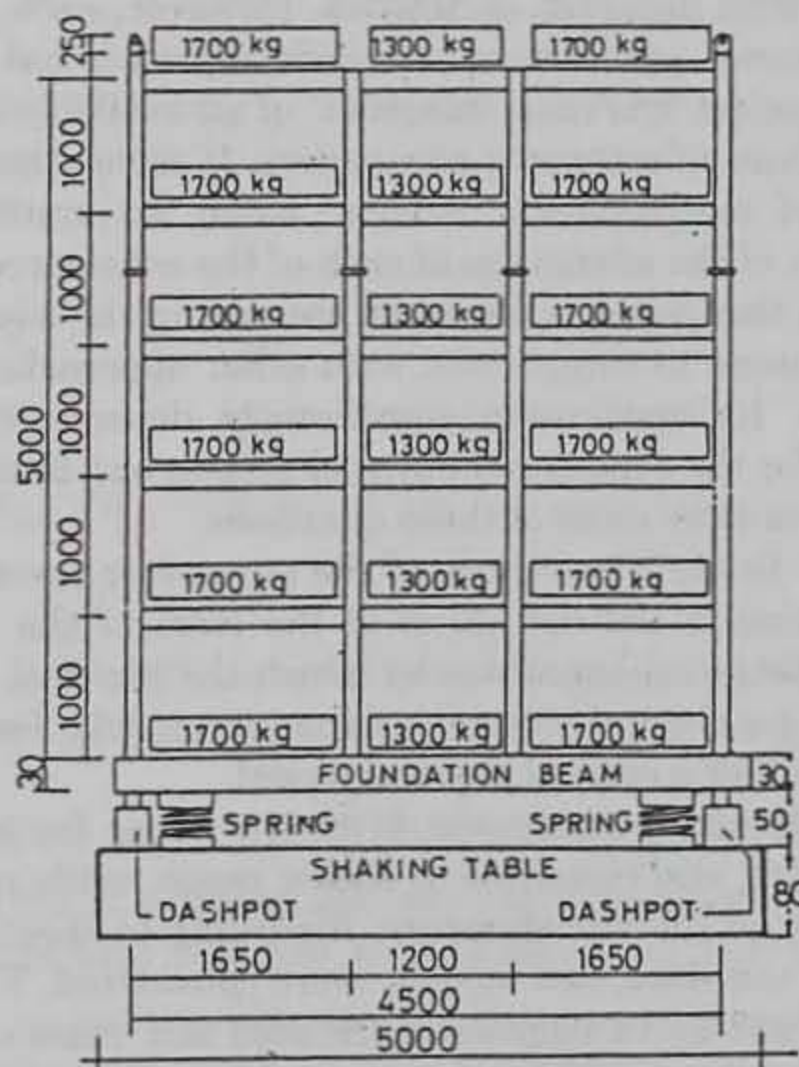 250 1700 kg 1300 kg 1700 kg
1000
1700 kg 1300 kg 1700 kg
1000
1700 kg 1300 kg 1700 kg
5000 1000
1700 kg 1300 kg 1700 kg
1000
1700 kg 1300kg 1700 kg
1000
1700 kg 1300 kg 1700 kg
30 FOUNDATION BEAM 30
SPRING SPRING 50
SHAKING TABLE
80
DASHPOT DASHPOT
1650 1200 1650
4500
5000